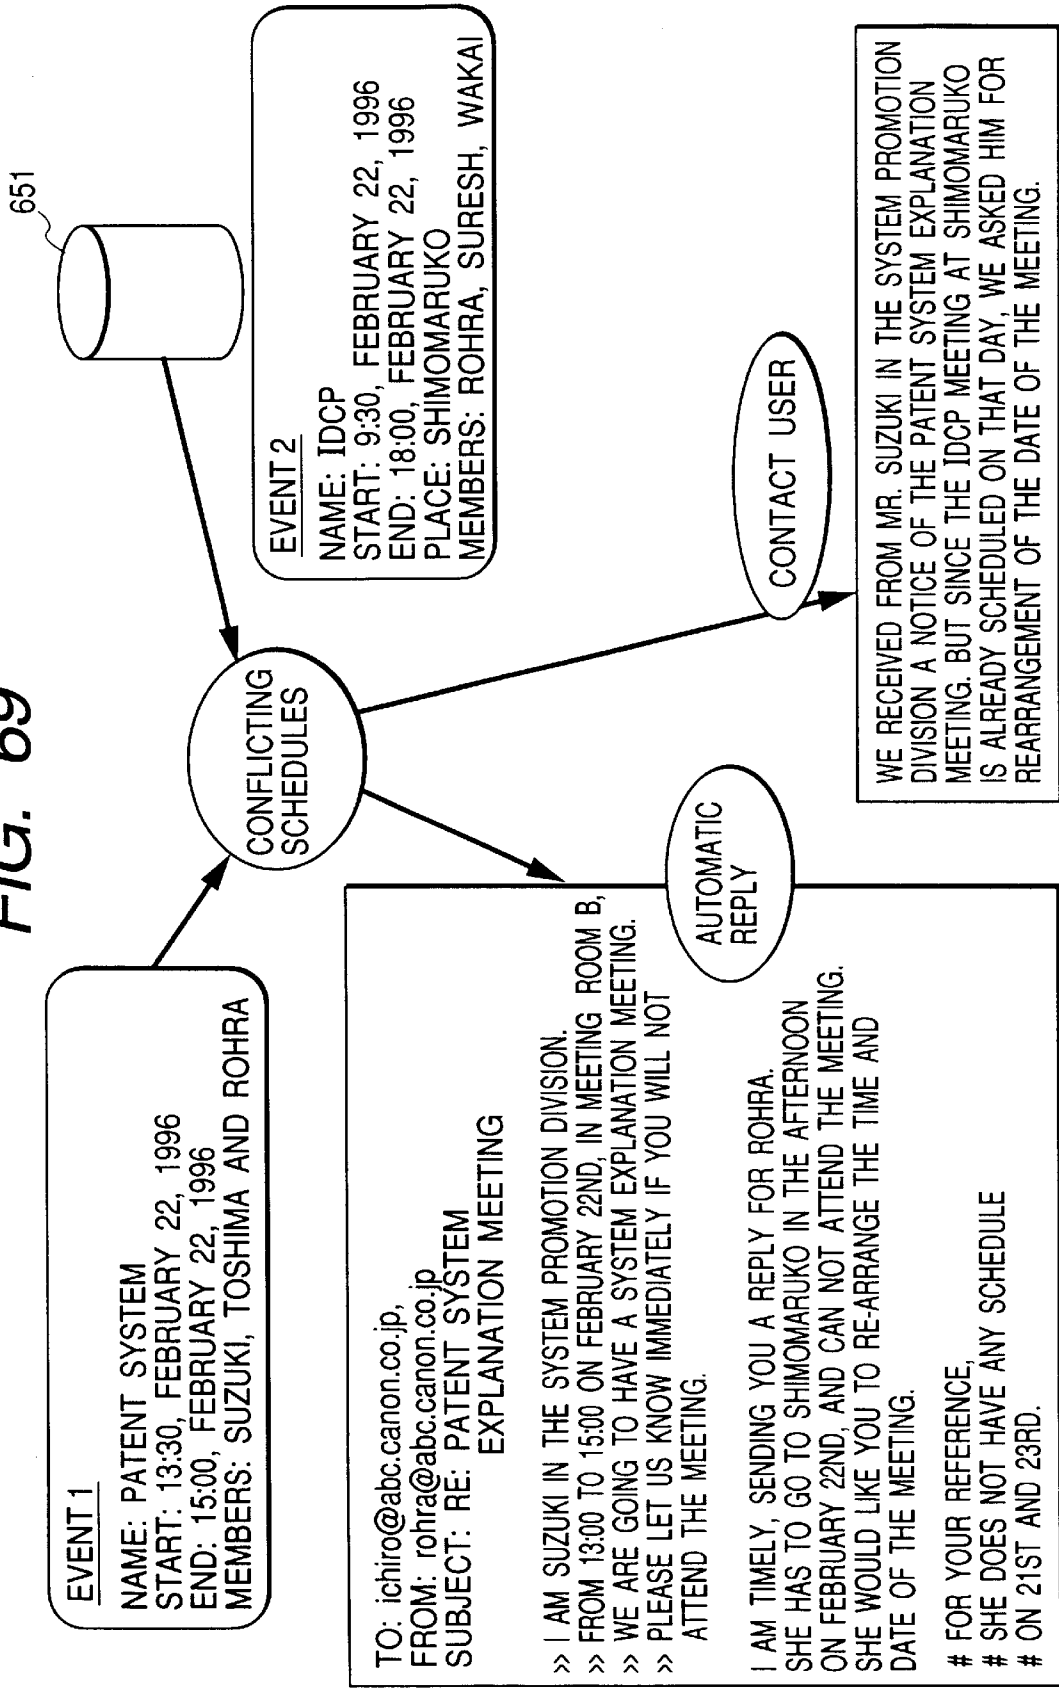 FIG. 69
651
EVENT 1
NAME: PATENT SYSTEM
START: 13:30, FEBRUARY 22, 1996
END: 15:00, FEBRUARY 22, 1996
MEMBERS: SUZUKI, TOSHIMA AND ROHRA
CONFLICTING
SCHEDULES
EVENT 2
NAME: IDCP
START: 9:30, FEBRUARY 22, 1996
END: 18:00, FEBRUARY 22, 1996
PLACE: SHIMOMARUKO
MEMBERS: ROHRA, SURESH, WAKAI
TO: ichiro@abc.canon.co.jp,
FROM: rohra@abc.canon.co.jp
SUBJECT: RE: PATENT SYSTEM
EXPLANATION MEETING
>> I AM SUZUKI IN THE SYSTEM PROMOTION DIVISION.
>> FROM 13:00 TO 15:00 ON FEBRUARY 22ND, IN MEETING ROOM B,
>> WE ARE GOING TO HAVE A SYSTEM EXPLANATION MEETING.
>> PLEASE LET US KNOW IMMEDIATELY IF YOU WILL NOT
ATTEND THE MEETING.
I AM TIMELY, SENDING YOU A REPLY FOR ROHRA.
SHE HAS TO GO TO SHIMOMARUKO IN THE AFTERNOON
ON FEBRUARY 22ND, AND CAN NOT ATTEND THE MEETING.
SHE WOULD LIKE YOU TO RE-ARRANGE THE TIME AND
DATE OF THE MEETING.
# FOR YOUR REFERENCE,
# SHE DOES NOT HAVE ANY SCHEDULE
# ON 21ST AND 23RD.
AUTOMATIC
REPLY
CONTACT USER
WE RECEIVED FROM MR. SUZUKI IN THE SYSTEM PROMOTION
DIVISION A NOTICE OF THE PATENT SYSTEM EXPLANATION
MEETING. BUT SINCE THE IDCP MEETING AT SHIMOMARUKO
IS ALREADY SCHEDULED ON THAT DAY, WE ASKED HIM FOR
REARRANGEMENT OF THE DATE OF THE MEETING.